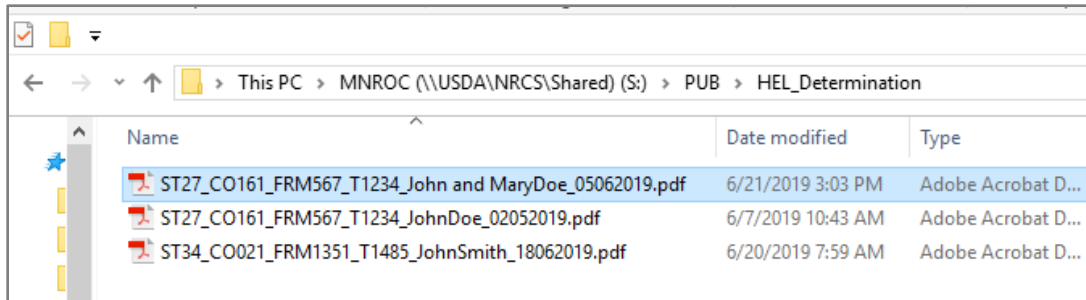 This PC > MNROC (\\USDA\NRCS\Shared) (S:) > PUB > HEL_Determination
Name Date modified Type
ST27_CO161_FRM567_T1234_John and MaryDoe_05062019.pdf 6/21/2019 3:03 PM Adobe Acrobat D...
ST27_CO161_FRM567_T1234_JohnDoe_02052019.pdf 6/7/2019 10:43 AM Adobe Acrobat D...
ST34_CO021_FRM1351_T1485_JohnSmith_18062019.pdf 6/20/2019 7:59 AM Adobe Acrobat D...